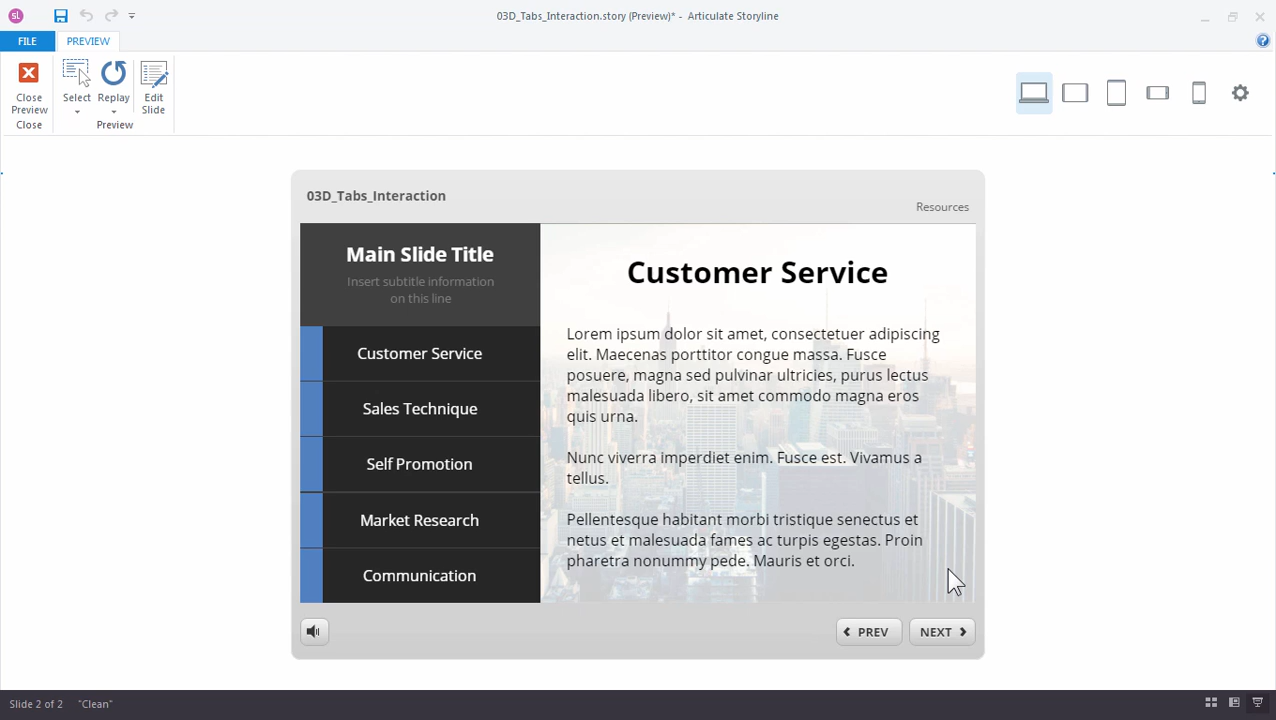 sl
03D_Tabs_Interaction.story (Preview)* - Articulate Storyline
FILE
PREVIEW
?
Close
Preview
Select
Replay
Edit
Slide
Close
Preview
03D_Tabs_Interaction
Resources
Main Slide Title
Insert subtitle information
on this line
Customer Service
Sales Technique
Self Promotion
Market Research
Communication
Customer Service
Lorem ipsum dolor sit amet, consectetuer adipiscing
elit. Maecenas porttitor congue massa. Fusce
posuere, magna sed pulvinar ultricies, purus lectus
malesuada libero, sit amet commodo magna eros
quis urna.
Nunc viverra imperdiet enim. Fusce est. Vivamus a
tellus.
Pellentesque habitant morbi tristique senectus et
netus et malesuada fames ac turpis egestas. Proin
pharetra nonummy pede. Mauris et orci.
PREV
NEXT
Slide 2 of 2
"Clean"